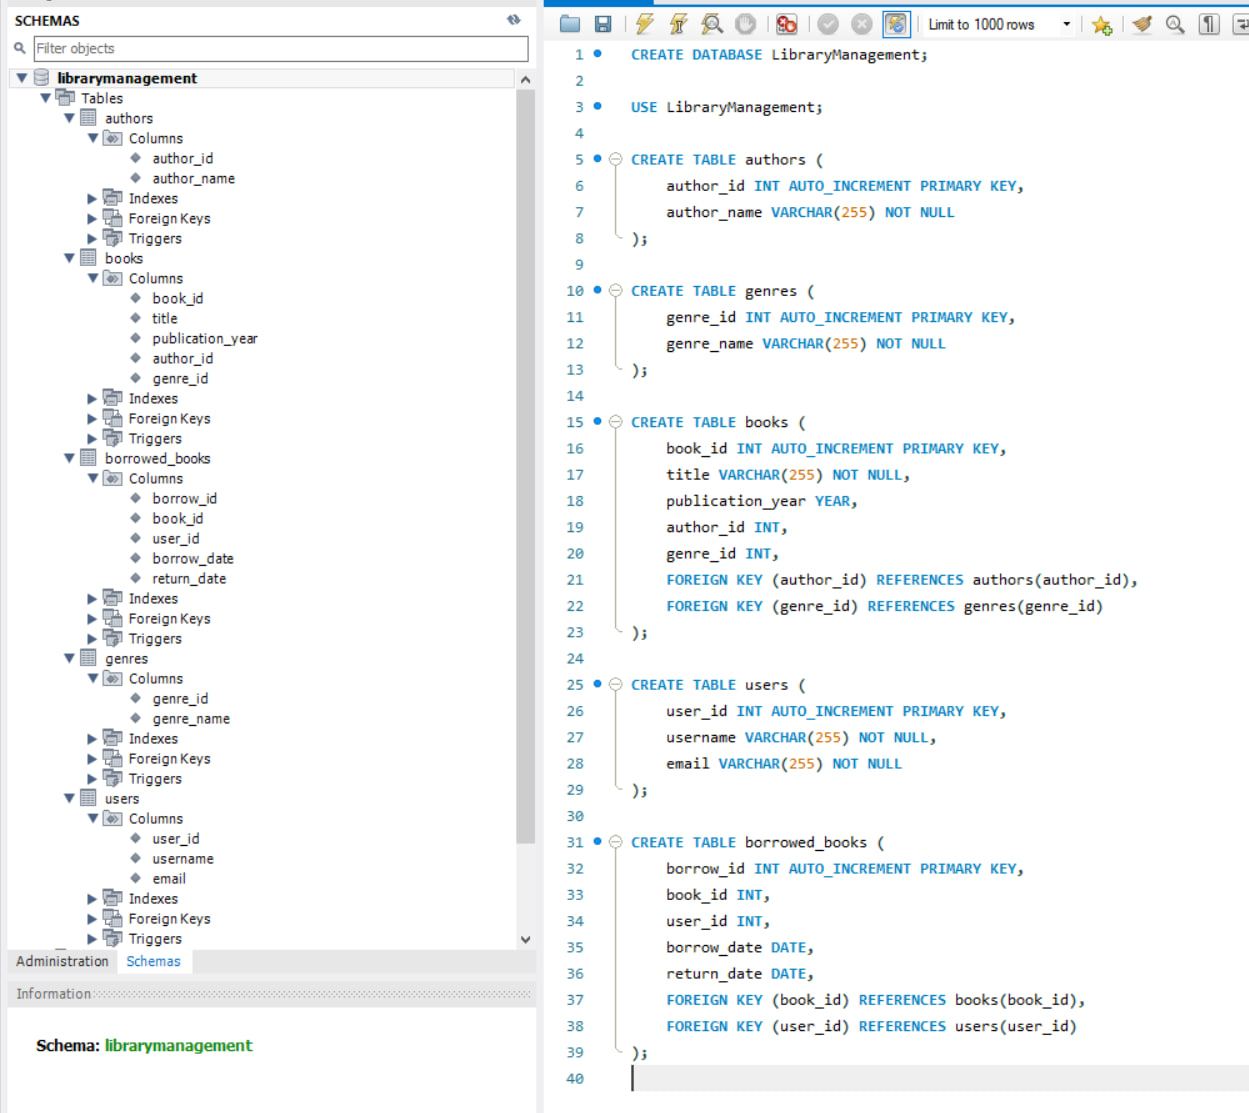 SCHEMAS
Filter objects
librarymanagement
Tables
authors
Columns
author_id
author_name
Indexes
Foreign Keys
Triggers
books
Columns
book_id
title
publication_year
author_id
genre_id
Indexes
Foreign Keys
Triggers
borrowed_books
Columns
borrow_id
book_id
user_id
borrow_date
return_date
Indexes
Foreign Keys
Triggers
genres
Columns
genre_id
genre_name
Indexes
Foreign Keys
Triggers
users
Columns
user_id
username
email
Indexes
Foreign Keys
Triggers
Administration Schemas
Information
Schema: librarymanagement
Limit to 1000 rows
1 CREATE DATABASE LibraryManagement;
2
3 USE LibraryManagement;
4
5 CREATE TABLE authors (
6 author_id INT AUTO_INCREMENT PRIMARY KEY,
7 author_name VARCHAR(255) NOT NULL
8 );
9
10 CREATE TABLE genres (
11 genre_id INT AUTO_INCREMENT PRIMARY KEY,
12 genre_name VARCHAR(255) NOT NULL
13 );
14
15 CREATE TABLE books (
16 book_id INT AUTO_INCREMENT PRIMARY KEY,
17 title VARCHAR(255) NOT NULL,
18 publication_year YEAR,
19 author_id INT,
20 genre_id INT,
21 FOREIGN KEY (author_id) REFERENCES authors(author_id),
22 FOREIGN KEY (genre_id) REFERENCES genres(genre_id)
23 );
24
25 CREATE TABLE users (
26 user_id INT AUTO_INCREMENT PRIMARY KEY,
27 username VARCHAR(255) NOT NULL,
28 email VARCHAR(255) NOT NULL
29 );
30
31 CREATE TABLE borrowed_books (
32 borrow_id INT AUTO_INCREMENT PRIMARY KEY,
33 book_id INT,
34 user_id INT,
35 borrow_date DATE,
36 return_date DATE,
37 FOREIGN KEY (book_id) REFERENCES books(book_id),
38 FOREIGN KEY (user_id) REFERENCES users(user_id)
39 );
40